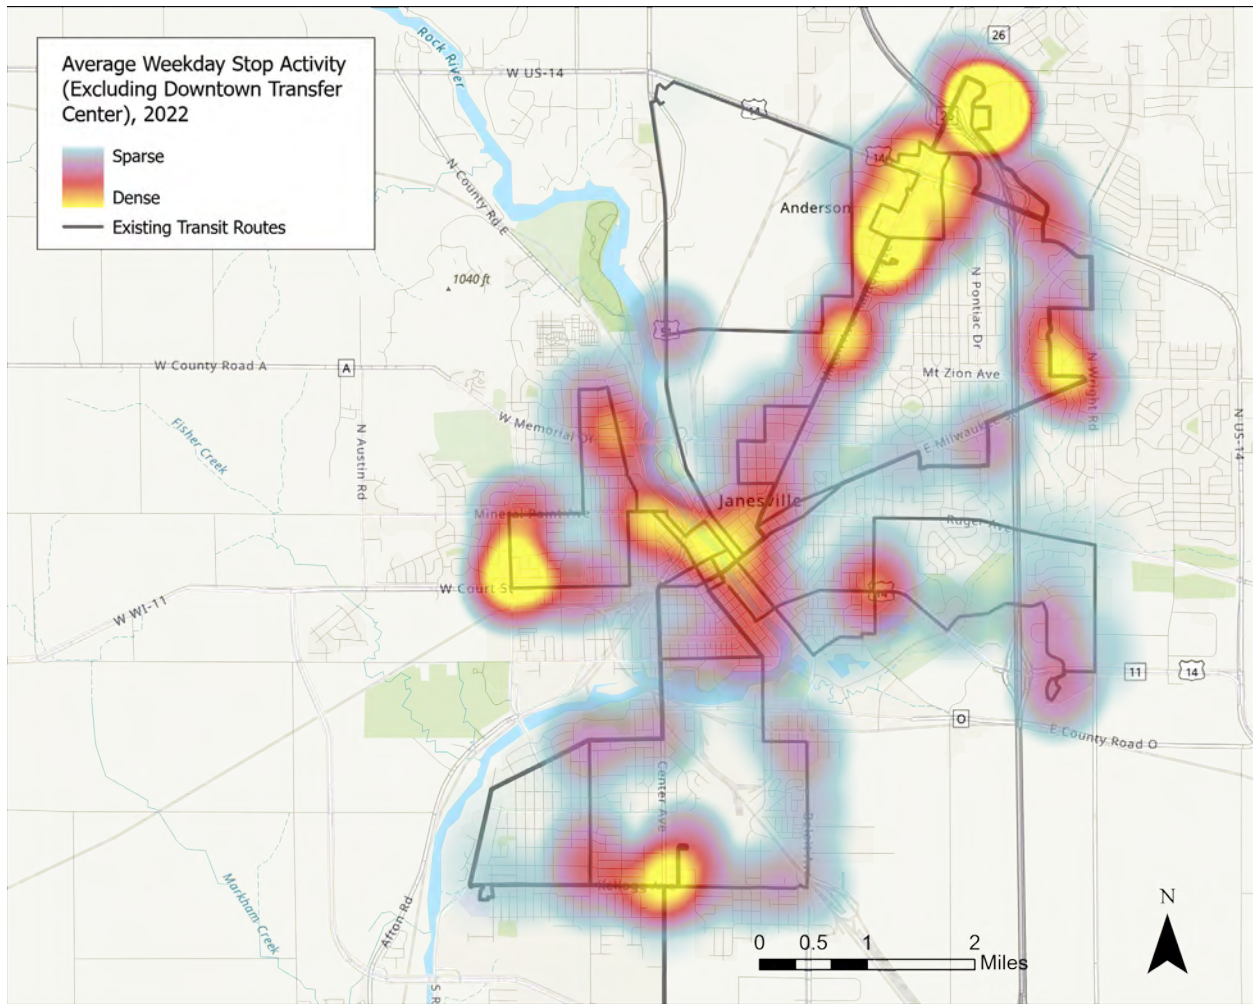 Average Weekday Stop Activity
(Excluding Downtown Transfer
Center), 2022
Sparse
Dense
Existing Transit Routes
Rock River
W US-14
14
26
N County Rd E
14
Anderson
1040 ft
N Pontiac Dr
W County Road A
A
Mt Zion Ave
N Wright Rd
W Memorial Dr
N Austin Rd
Fisher Creek
E Milwaukee St
N US-14
Janesville
Mineral Point Ave
Ruger Ave
W Court St
W WI-11
11
14
O
E County Road O
Center Ave
Markham Creek
Afton Rd
S R
N
0 0.5 1 2
Miles